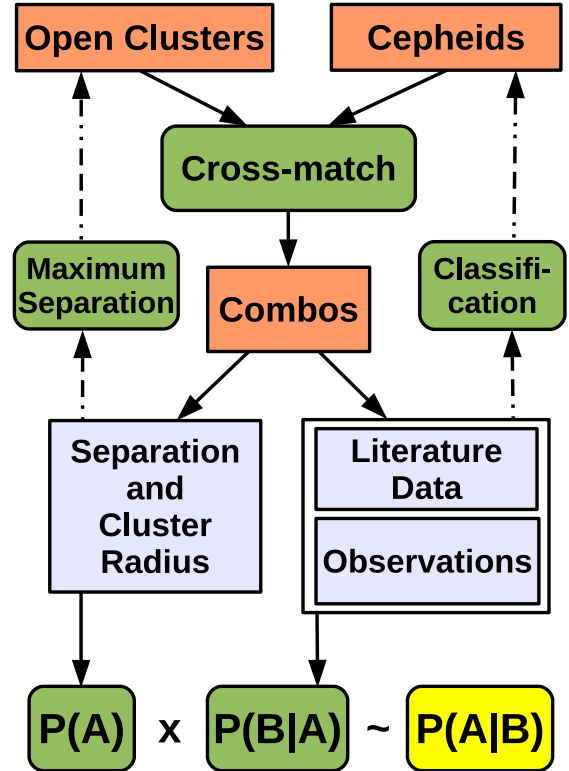 Open Clusters
Cepheids
Cross-match
Maximum
Separation
Classifi-
cation
Combos
Separation
and
Cluster
Radius
Literature
Data
Observations
P(A) x P(B|A) ~ P(A|B)